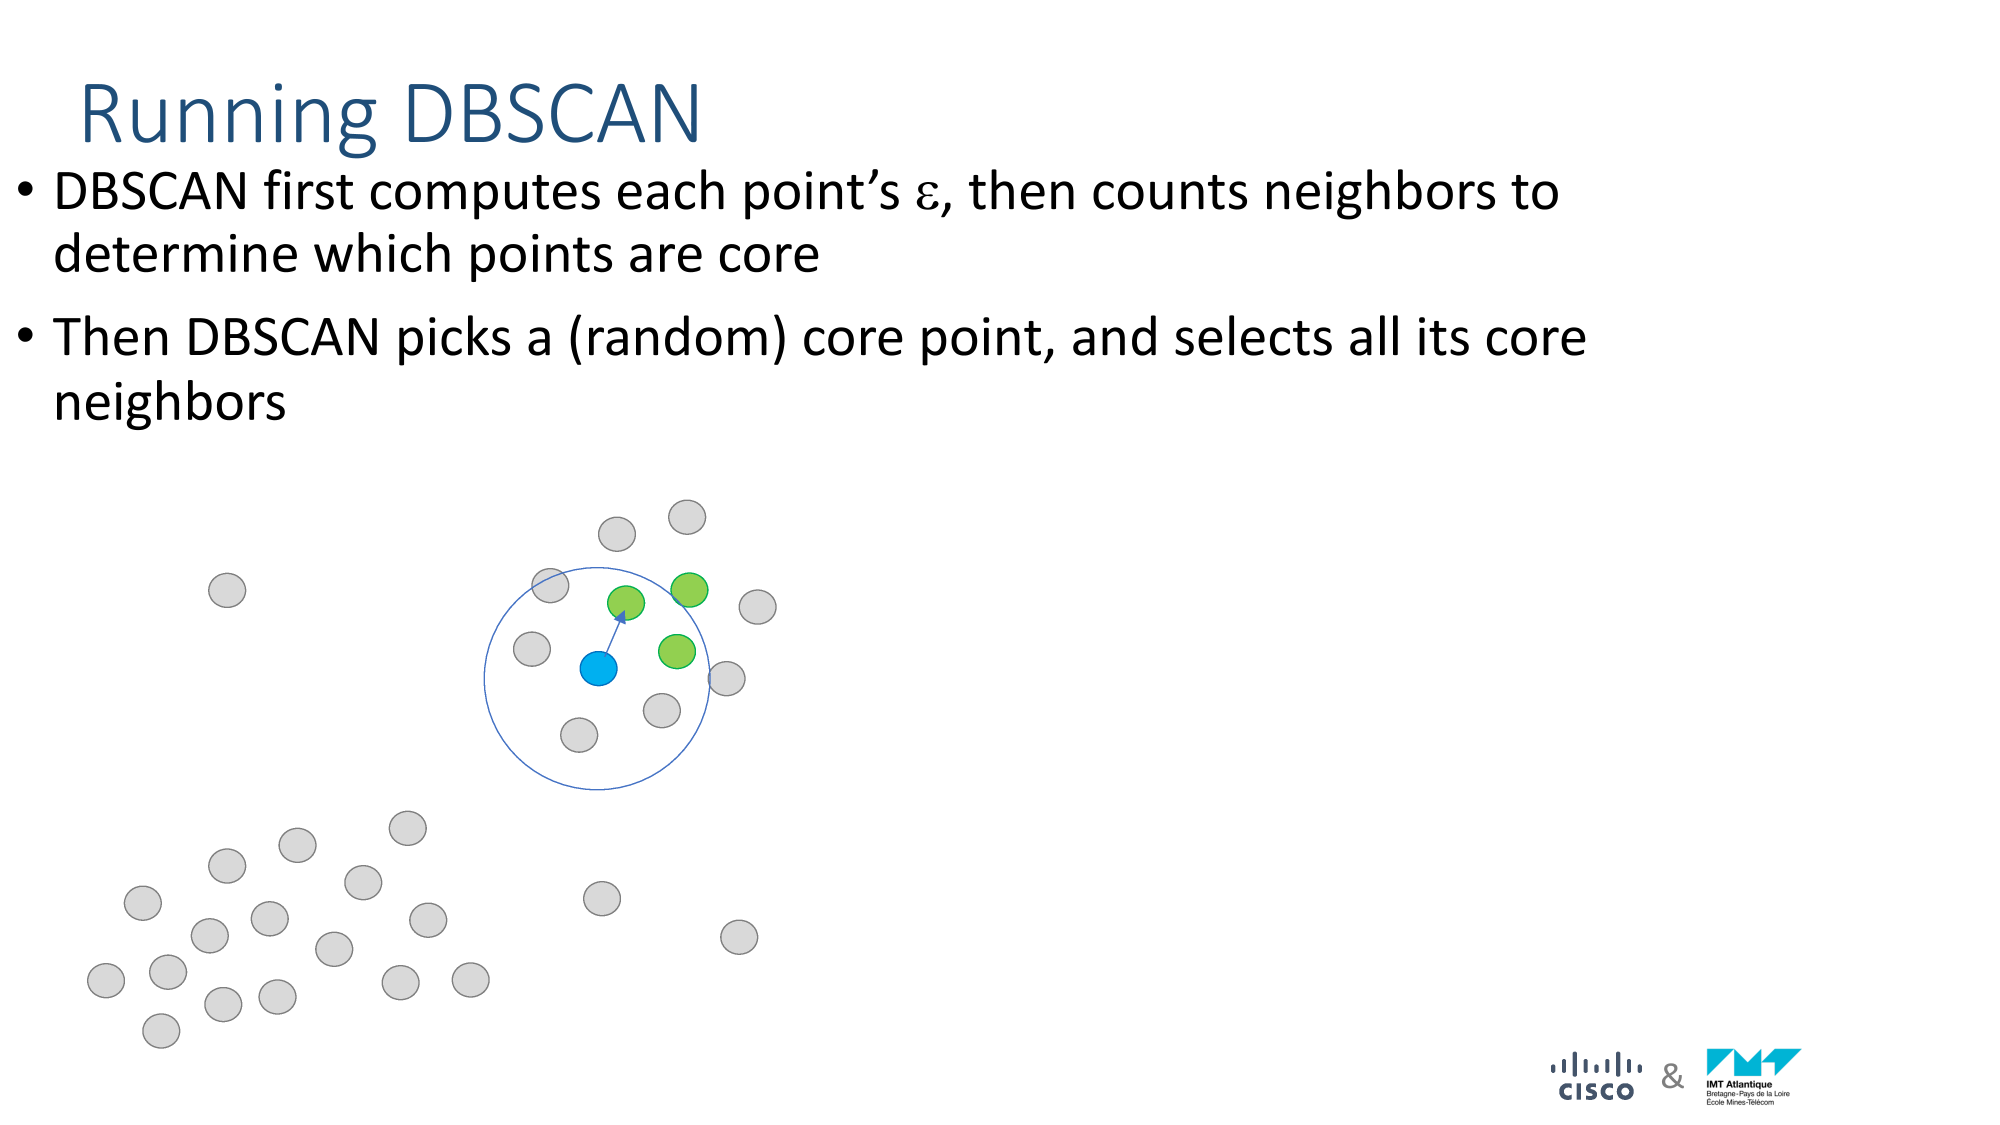 Running DBSCAN
• DBSCAN first computes each point’s ε, then counts neighbors to
determine which points are core
• Then DBSCAN picks a (random) core point, and selects all its core
neighbors
CISCO
&
IMT Atlantique
Bretagne-Pays de la Loire
École Mines-Télécom